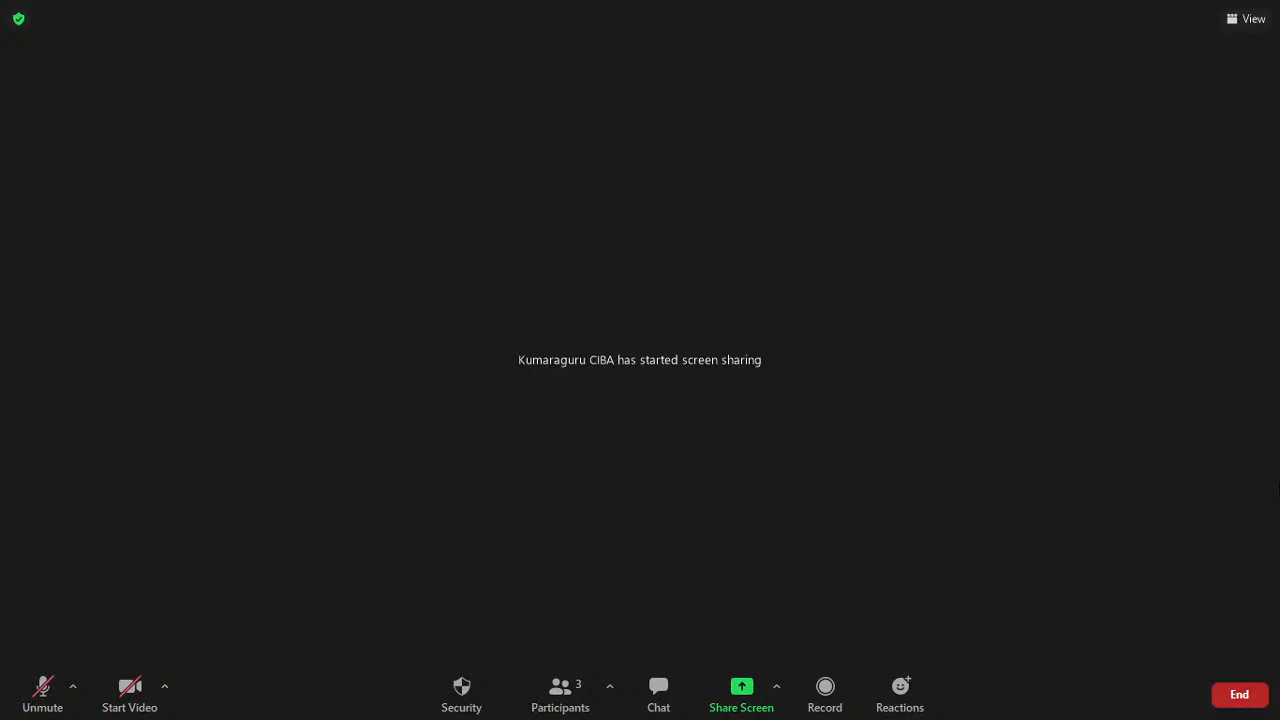 View
Kumaraguru CIBA has started screen sharing
3
Unmute
Start Video
Security
Participants
Chat
Share Screen
Record
Reactions
End